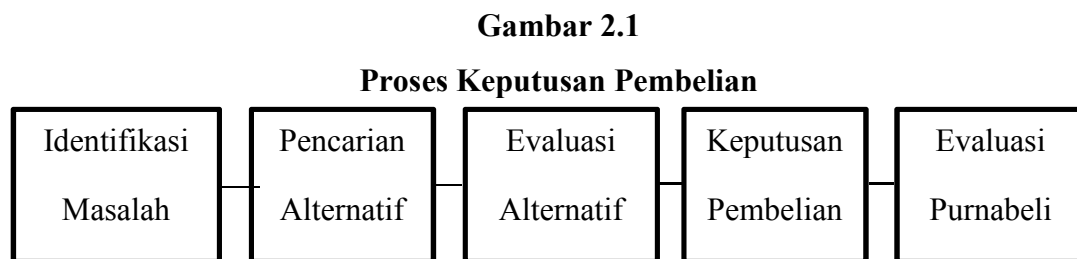 Gambar 2.1
Proses Keputusan Pembelian
Identifikasi
Masalah
Pencarian
Alternatif
Evaluasi
Alternatif
Keputusan
Pembelian
Evaluasi
Purnabeli